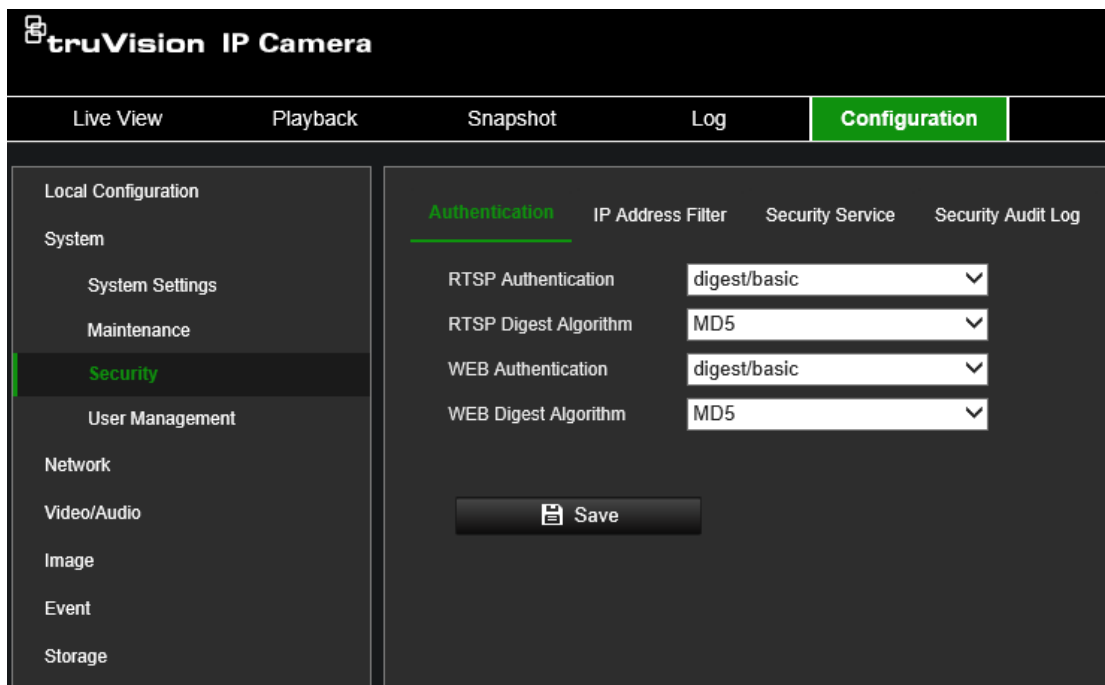 truVision IP Camera
Live View Playback Snapshot Log Configuration
Local Configuration
System
System Settings
Maintenance
Security
User Management
Network
Video/Audio
Image
Event
Storage
Authentication IP Address Filter Security Service Security Audit Log
RTSP Authentication digest/basic
RTSP Digest Algorithm MD5
WEB Authentication digest/basic
WEB Digest Algorithm MD5
Save